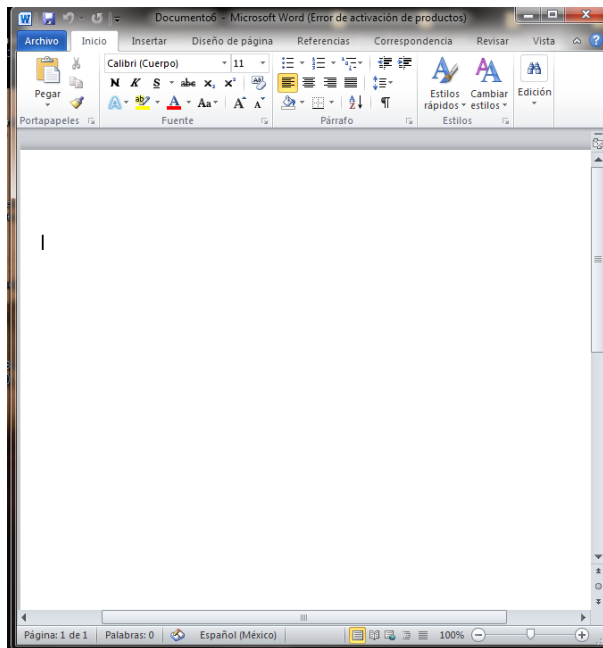 Documento6 - Microsoft Word (Error de activación de productos)
Archivo Inicio Insertar Diseño de página Referencias Correspondencia Revisar Vista
Calibri (Cuerpo) 11
N K S abc x, x²
A ab A Aa A A
Pegar
Estilos rápidos
Cambiar estilos
Edición
Portapapeles Fuente Párrafo Estilos
Página: 1 de 1 Palabras: 0 Español (México) 100%